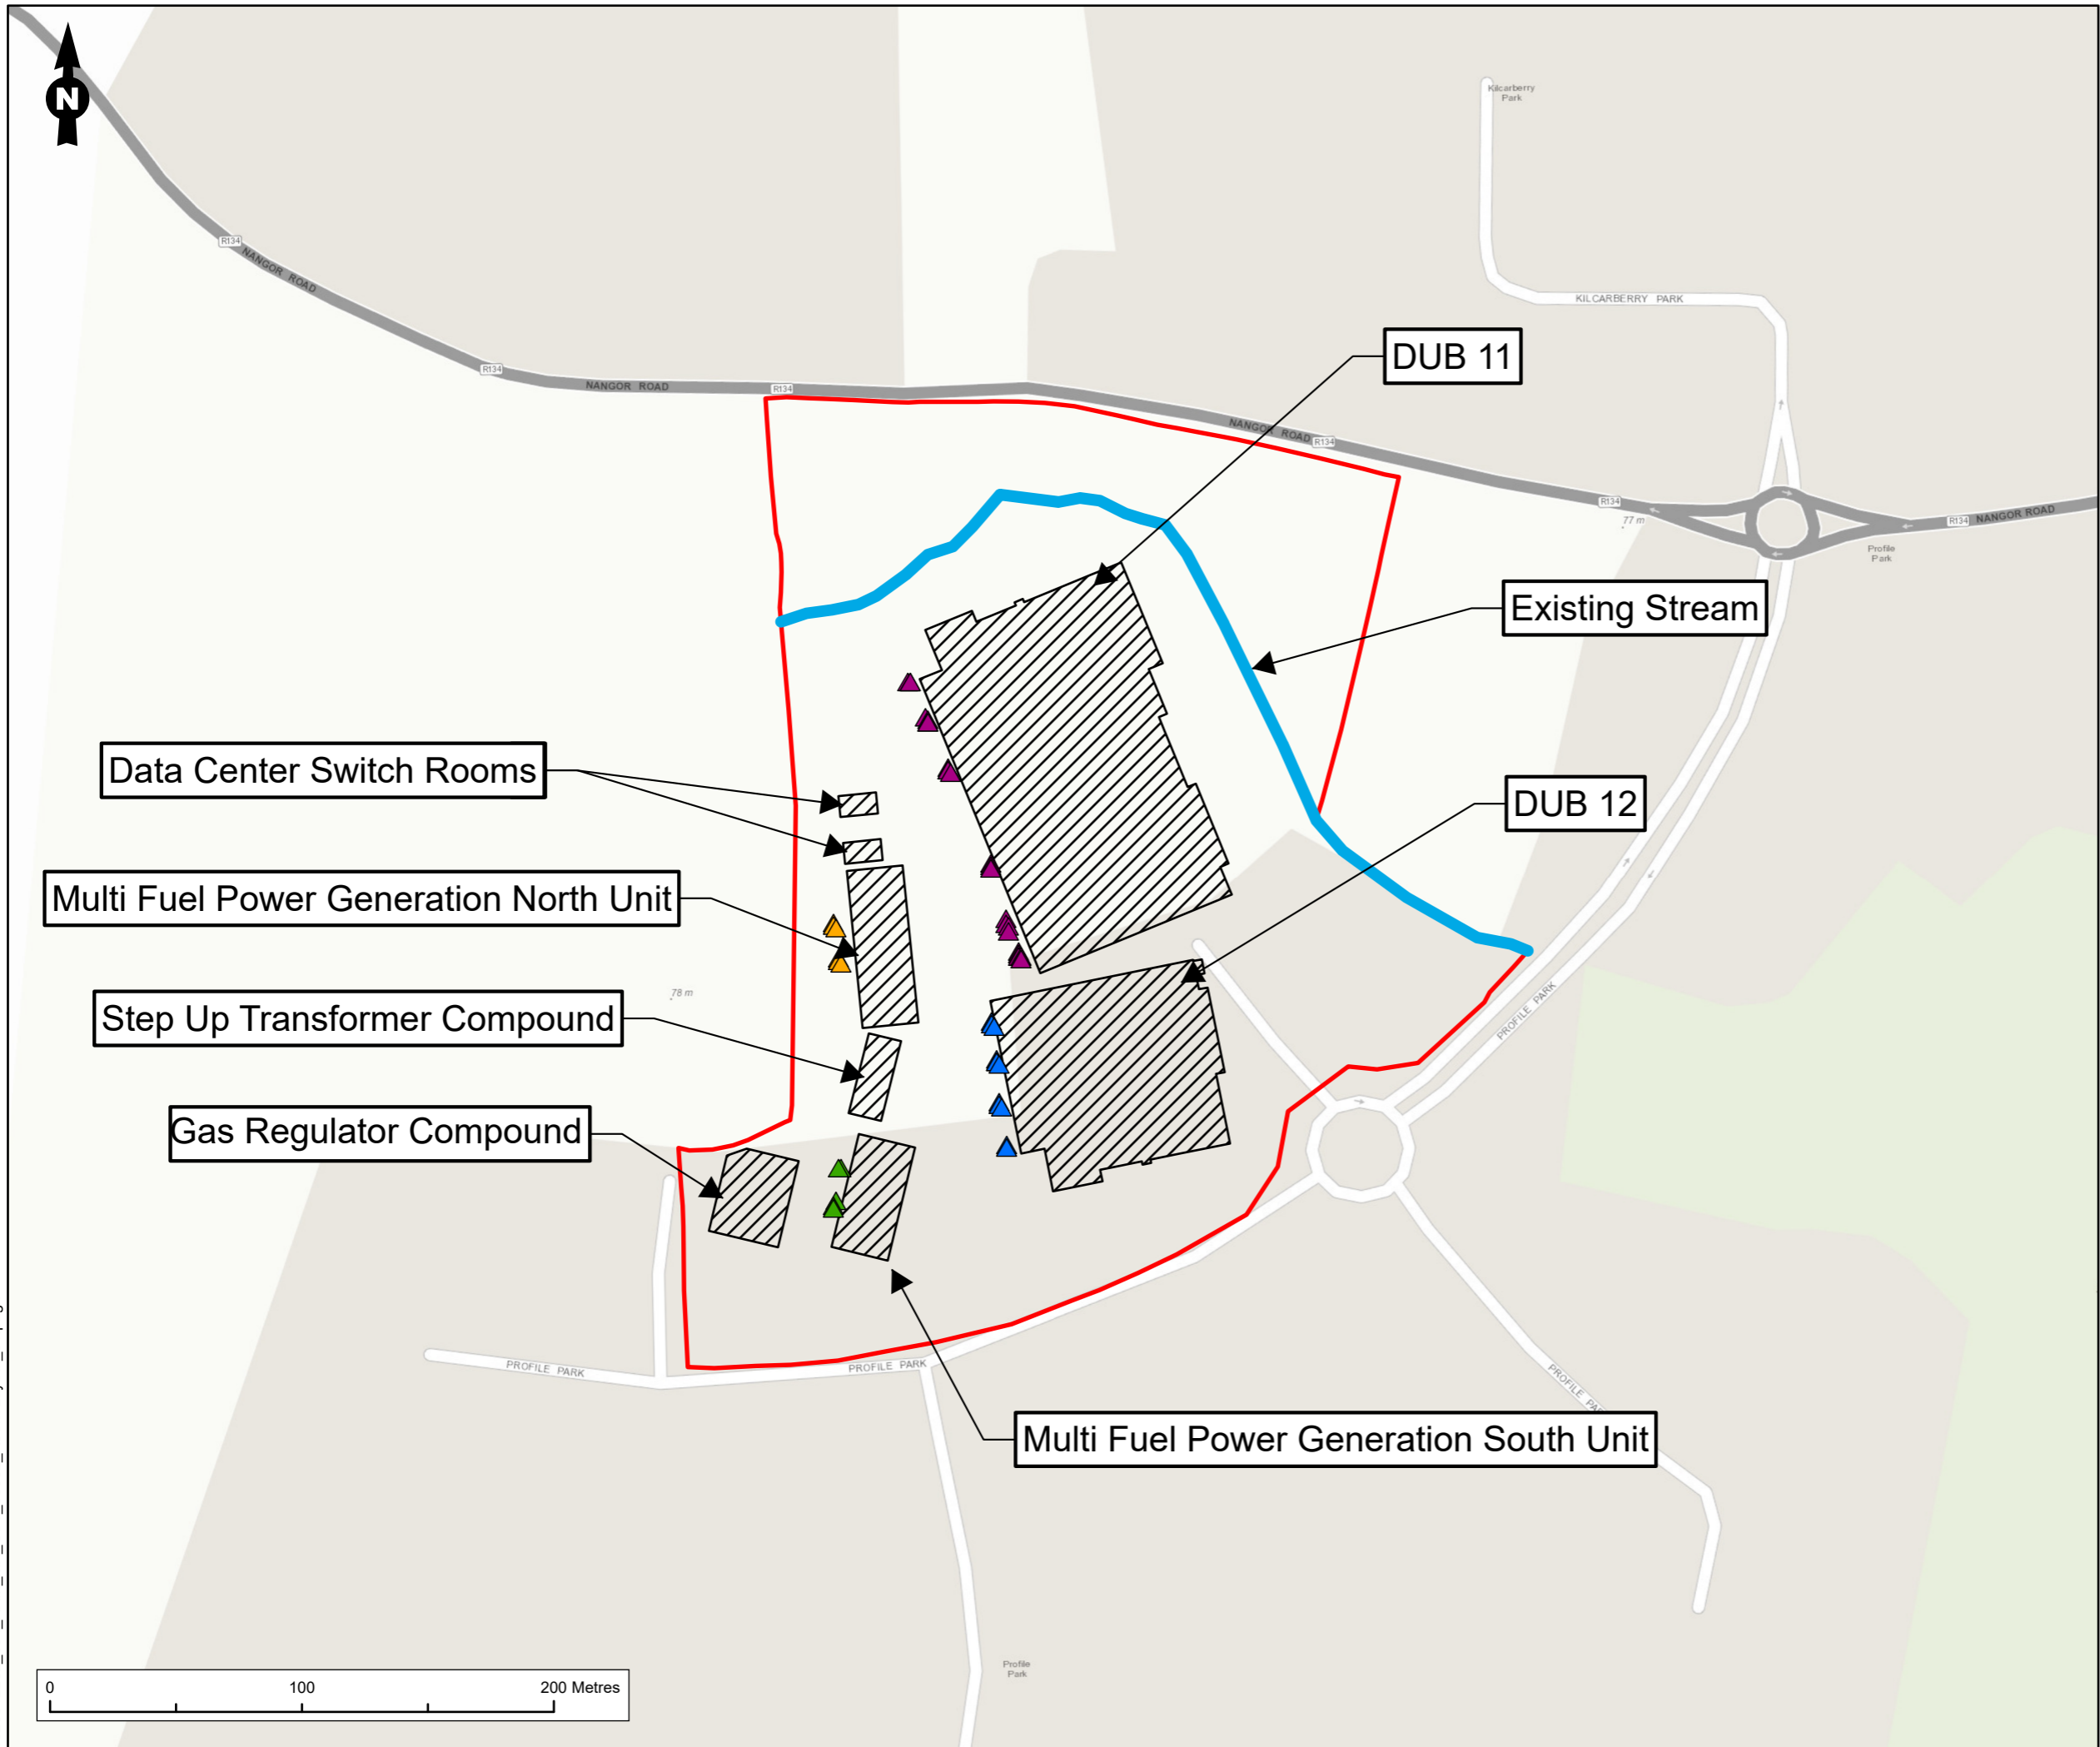 N
Kilcarberry
Park
R134
NANGOR ROAD
KILCARBERRY PARK
DUB 11
R134
NANGOR ROAD
R134
NANGOR ROAD
R134
R134
77 m
R134
NANGOR ROAD
Profile
Park
Existing Stream
Data Center Switch Rooms
DUB 12
Multi Fuel Power Generation North Unit
78 m
Step Up Transformer Compound
PROFILE PARK
Gas Regulator Compound
PROFILE PARK
PROFILE PARK
PROFILE PA
Multi Fuel Power Generation South Unit
Profile
Park
0 100 200 Metres